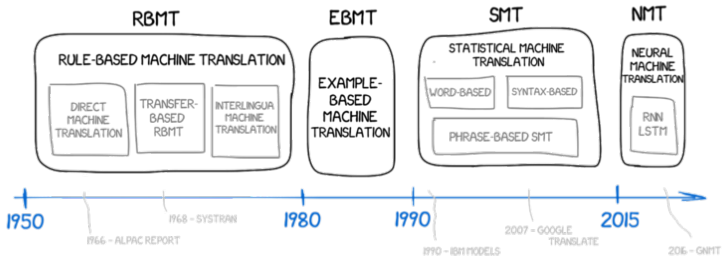 RBMT
EBMT
SMT
NMT
RULE-BASED MACHINE TRANSLATION
DIRECT
MACHINE
TRANSLATION
TRANSFER-
BASED
RBMT
INTERLINGUA
MACHINE
TRANSLATION
EXAMPLE-
BASED
MACHINE
TRANSLATION
STATISTICAL MACHINE
TRANSLATION
WORD-BASED
SYNTAX-BASED
PHRASE-BASED SMT
NEURAL
MACHINE
TRANSLATION
RNN
LSTM
1950
1980
1990
2015
1966 - ALPAC REPORT
1968 - SYSTRAN
1990 - IBM MODELS
2007 - GOOGLE
TRANSLATE
2016 - GNMT